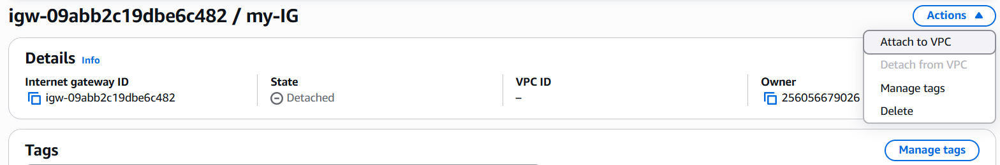 igw-09abb2c19dbe6c482 / my-IG
Actions
Attach to VPC
Detach from VPC
Manage tags
Delete
Details Info
Internet gateway ID
igw-09abb2c19dbe6c482
State
Detached
VPC ID
–
Owner
256056679026
Tags
Manage tags